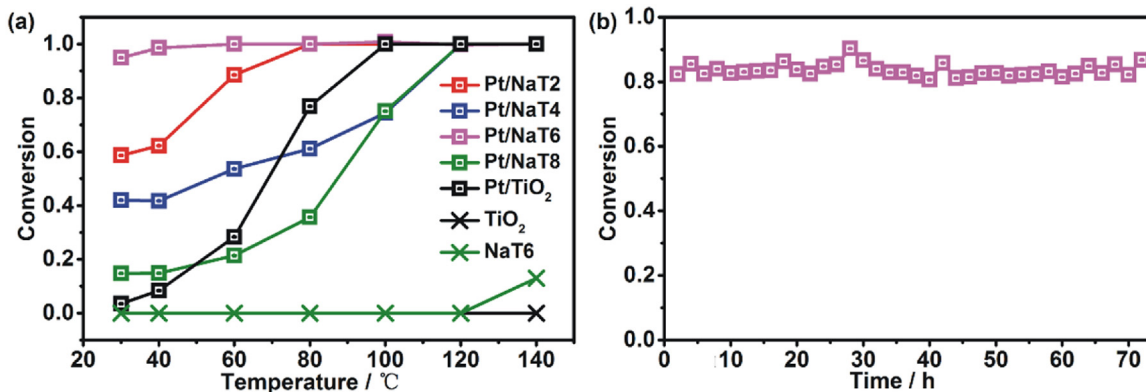 (a)
Conversion
1.0
0.8
0.6
0.4
0.2
0.0
Pt/NaT2
Pt/NaT4
Pt/NaT6
Pt/NaT8
Pt/TiO₂
TiO₂
NaT6
20 40 60 80 100 120 140
Temperature / ℃
(b)
Conversion
1.0
0.8
0.6
0.4
0.2
0.0
0 10 20 30 40 50 60 70
Time / h